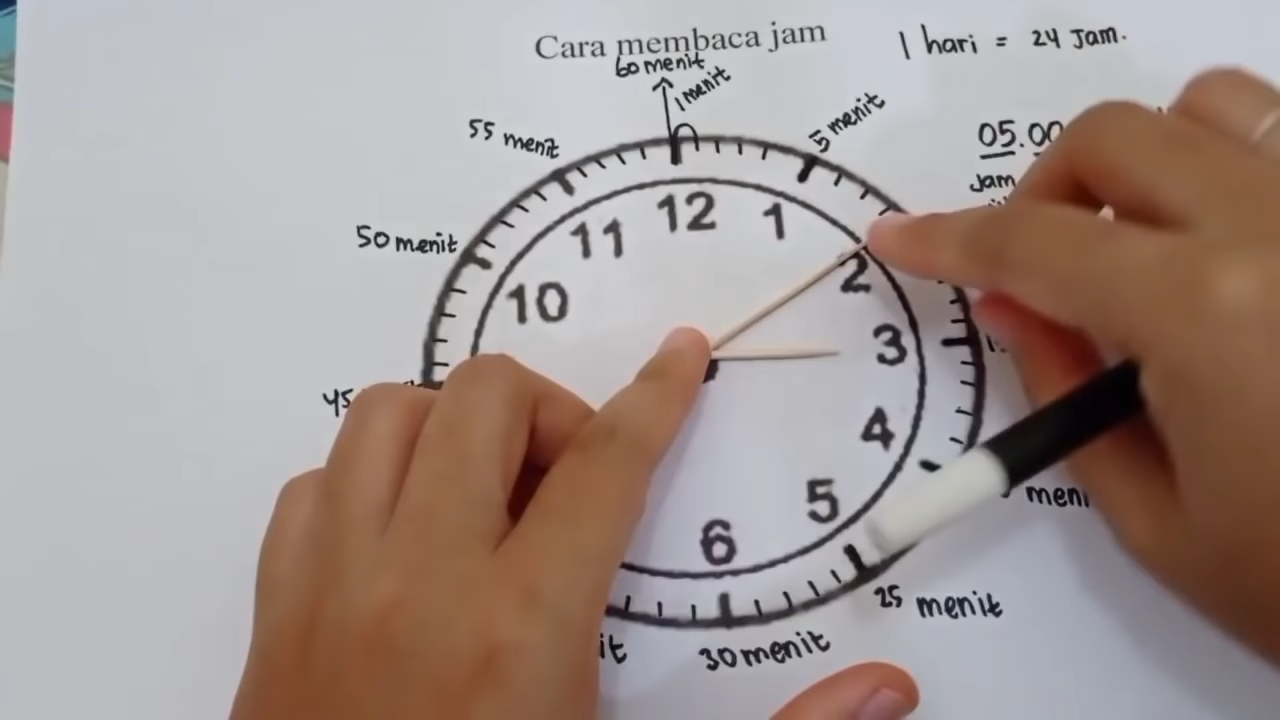 Cara membaca jam
1 hari = 24 Jam.
60 menit
1 menit
5 menit
55 menit
50 menit
45
05.00
Jam
12
1
2
3
4
5
6
10
11
25 menit
30 menit